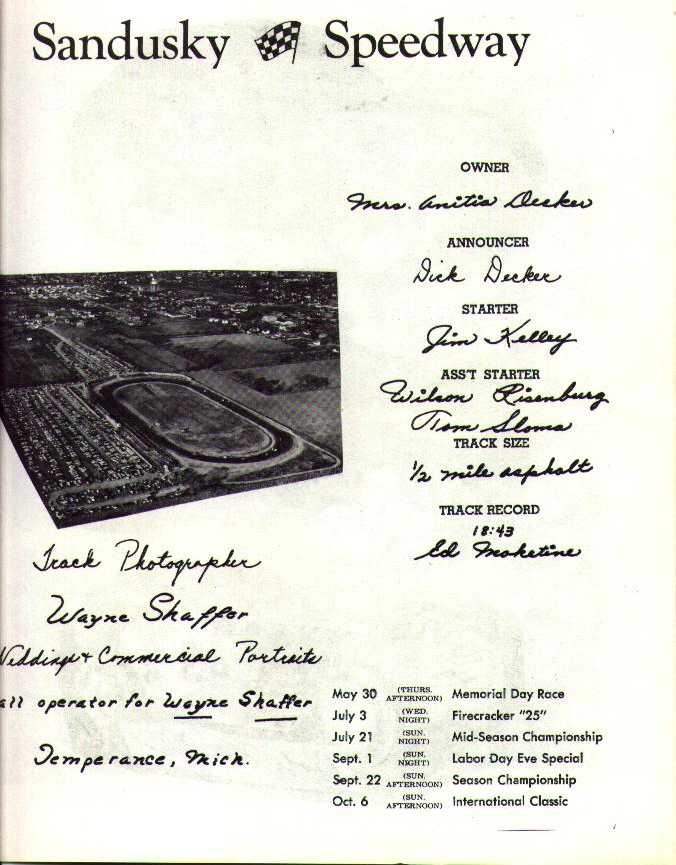 Sandusky Speedway
OWNER
Mrs. Anitia Decker
ANNOUNCER
Dick Decker
STARTER
Jim Kelley
ASS'T STARTER
Wilson Risenburg
Tom Sloma
TRACK SIZE
1/2 mile asphalt
TRACK RECORD
18:43
Ed
Track Photographer
Wayne Shaffer
Weddings & Commercial Portraits
all operator for Wayne Shaffer
Temperance, Mich.
May 30 (THURS. AFTERNOON) Memorial Day Race
July 3 (WED. NIGHT) Firecracker "25"
July 21 (SUN. NIGHT) Mid-Season Championship
Sept. 1 (SUN. NIGHT) Labor Day Eve Special
Sept. 22 (SUN. AFTERNOON) Season Championship
Oct. 6 (SUN. AFTERNOON) International Classic